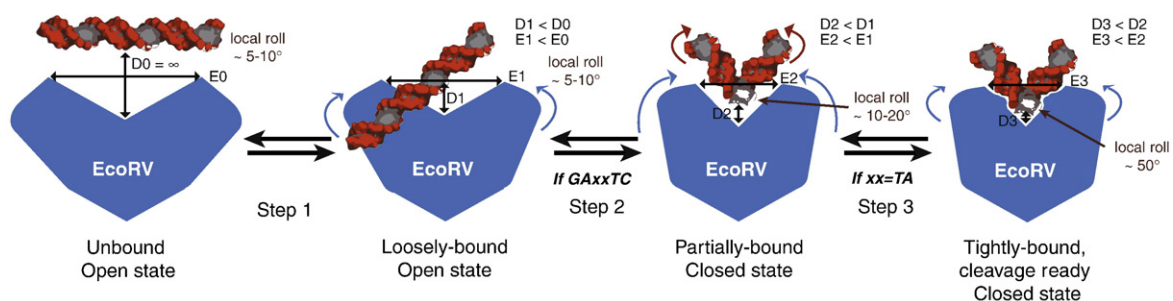 local roll
~ 5-10°
D0 = ∞
E0
EcoRV
Unbound
Open state
Step 1
D1 < D0
E1 < E0
local roll
~ 5-10°
E1
D1
EcoRV
Loosely-bound
Open state
If GAxxTC
Step 2
D2 < D1
E2 < E1
E2
D2
local roll
~ 10-20°
EcoRV
Partially-bound
Closed state
If xx=TA
Step 3
D3 < D2
E3 < E2
E3
D3
local roll
~ 50°
EcoRV
Tightly-bound,
cleavage ready
Closed state